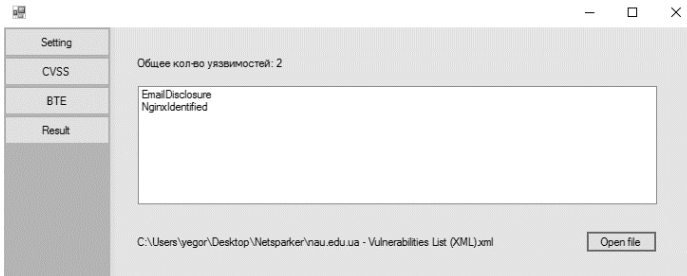 Setting
CVSS
BTE
Result
Общее кол-во уязвимостей: 2
EmailDisclosure
NginxIdentified
C:\Users\yegor\Desktop\Netsparker\nau.edu.ua - Vulnerabilities List (XML).xml
Open file